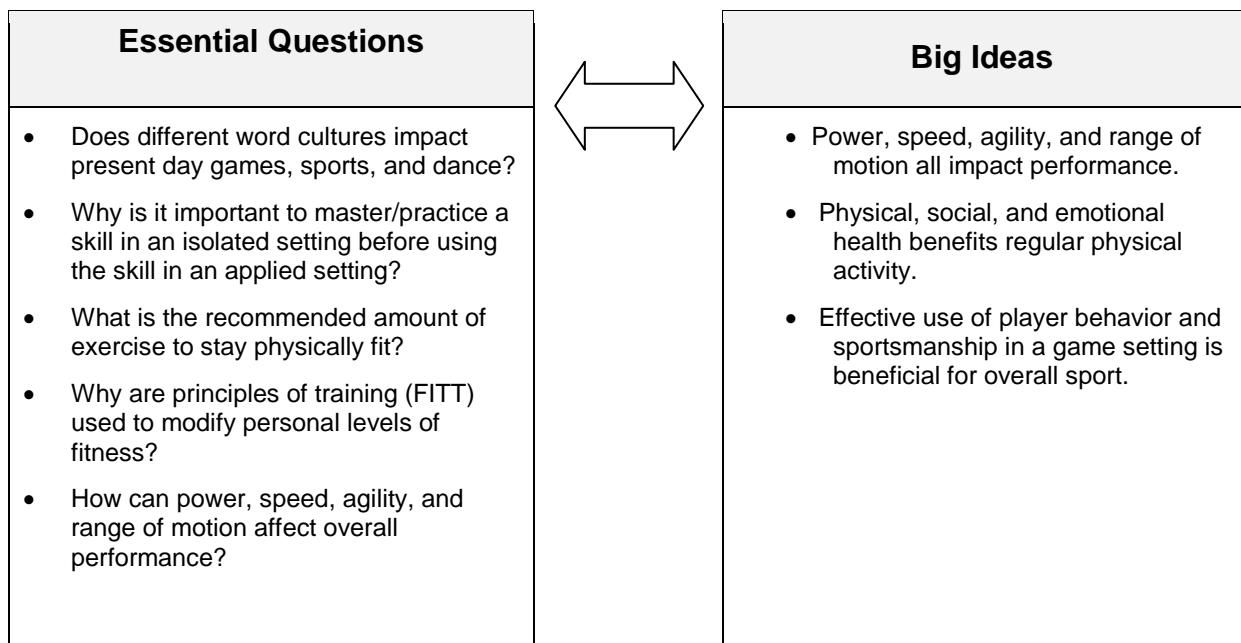 Essential Questions
• Does different word cultures impact
present day games, sports, and dance?
• Why is it important to master/practice a
skill in an isolated setting before using
the skill in an applied setting?
• What is the recommended amount of
exercise to stay physically fit?
• Why are principles of training (FITT)
used to modify personal levels of
fitness?
• How can power, speed, agility, and
range of motion affect overall
performance?
Big Ideas
• Power, speed, agility, and range of
motion all impact performance.
• Physical, social, and emotional
health benefits regular physical
activity.
• Effective use of player behavior and
sportsmanship in a game setting is
beneficial for overall sport.